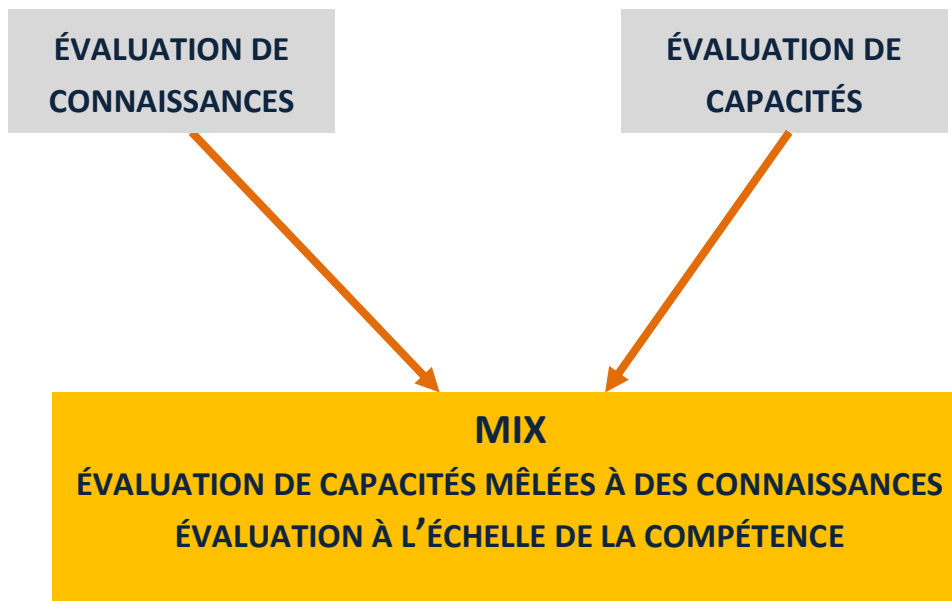 ÉVALUATION DE
CONNAISSANCES
ÉVALUATION DE
CAPACITÉS
MIX
ÉVALUATION DE CAPACITÉS MÊLÉES À DES CONNAISSANCES
ÉVALUATION À L’ÉCHELLE DE LA COMPÉTENCE